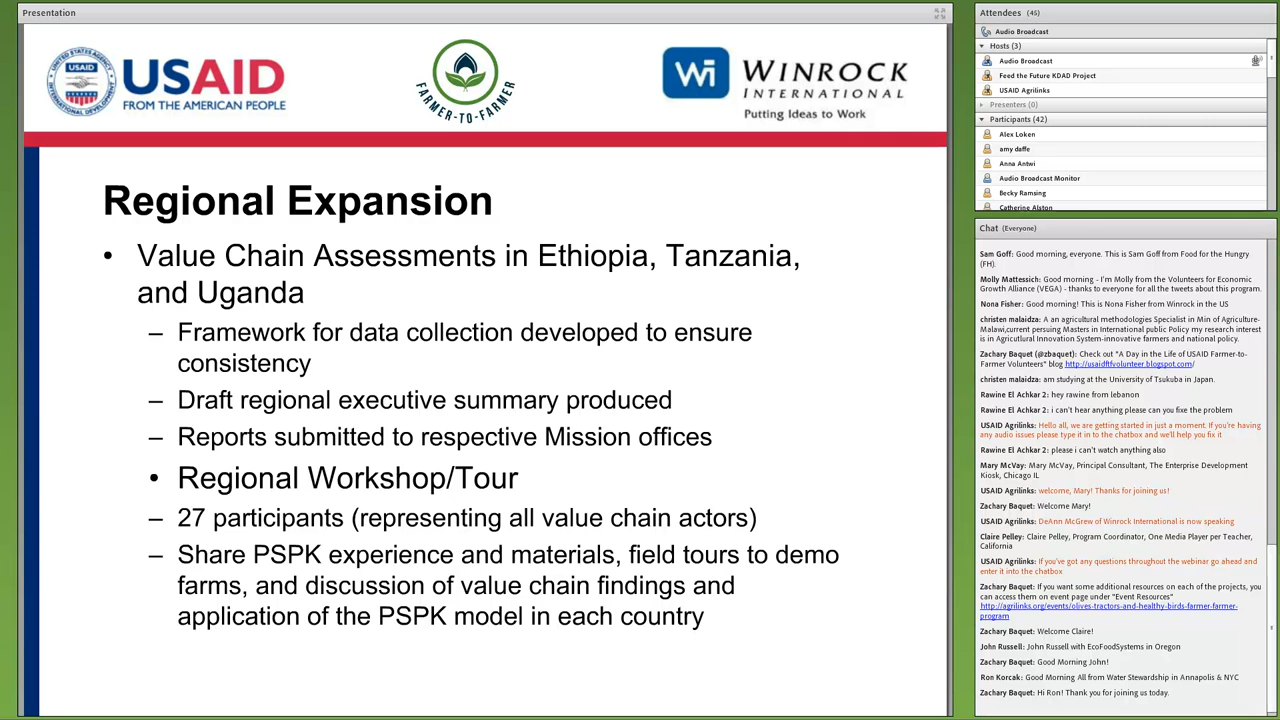 Presentation
USAID
USAID
FROM THE AMERICAN PEOPLE
FARMER-TO-FARMER
Wi
WINROCK
INTERNATIONAL
Putting Ideas to Work
Regional Expansion
• Value Chain Assessments in Ethiopia, Tanzania,
and Uganda
– Framework for data collection developed to ensure
consistency
– Draft regional executive summary produced
– Reports submitted to respective Mission offices
• Regional Workshop/Tour
– 27 participants (representing all value chain actors)
– Share PSPK experience and materials, field tours to demo
farms, and discussion of value chain findings and
application of the PSPK model in each country
Attendees (45)
Audio Broadcast
Hosts (3)
Audio Broadcast
Feed the Future KDAD Project
USAID Agrilinks
Presenters (0)
Participants (42)
Alex Loken
amy daffe
Anna Antwi
Audio Broadcast Monitor
Becky Ramsing
Catherine Alston
Chat (Everyone)
Sam Goff: Good morning, everyone. This is Sam Goff from Food for the Hungry
(FH).
Molly Mattessich: Good morning - I'm Molly from the Volunteers for Economic
Growth Alliance (VEGA) - thanks to everyone for all the tweets about this program.
Nona Fisher: Good morning! This is Nona Fisher from Winrock in the US
christen malaidza: A an agricultural methodologies Specialist in Min of Agriculture-
Malawi,current persuing Masters in International public Policy my research interest
is in Agricutlural Innovation System-innovative farmers and national policy.
Zachary Baquet (@zbaquet): Check out "A Day in the Life of USAID Farmer-to-
Farmer Volunteers" blog http://usaidftfvolunteer.blogspot.com/
christen malaidza: am studying at the University of Tsukuba in Japan.
Rawine El Achkar 2: hey rawine from lebanon
Rawine El Achkar 2: i can't hear anything please can you fixe the problem
USAID Agrilinks: Hello all, we are getting started in just a moment. If you're having
any audio issues please type it in to the chatbox and we'll help you fix it
Rawine El Achkar 2: please i can't watch anything also
Mary McVay: Mary McVay, Principal Consultant, The Enterprise Development
Kiosk, Chicago IL
USAID Agrilinks: welcome, Mary! Thanks for joining us!
Zachary Baquet: Welcome Mary!
USAID Agrilinks: DeAnn McGrew of Winrock International is now speaking
Claire Pelley: Claire Pelley, Program Coordinator, One Media Player per Teacher,
California
USAID Agrilinks: If you've got any questions throughout the webinar go ahead and
enter it into the chatbox
Zachary Baquet: If you want some additional resources on each of the projects, you
can access them on event page under "Event Resources"
http://agrilinks.org/events/olives-tractors-and-healthy-birds-farmer-farmer-
program
Zachary Baquet: Welcome Claire!
John Russell: John Russell with EcoFoodSystems in Oregon
Zachary Baquet: Good Morning John!
Ron Korcak: Good Morning All from Water Stewardship in Annapolis & NYC
Zachary Baquet: Hi Ron! Thank you for joining us today.